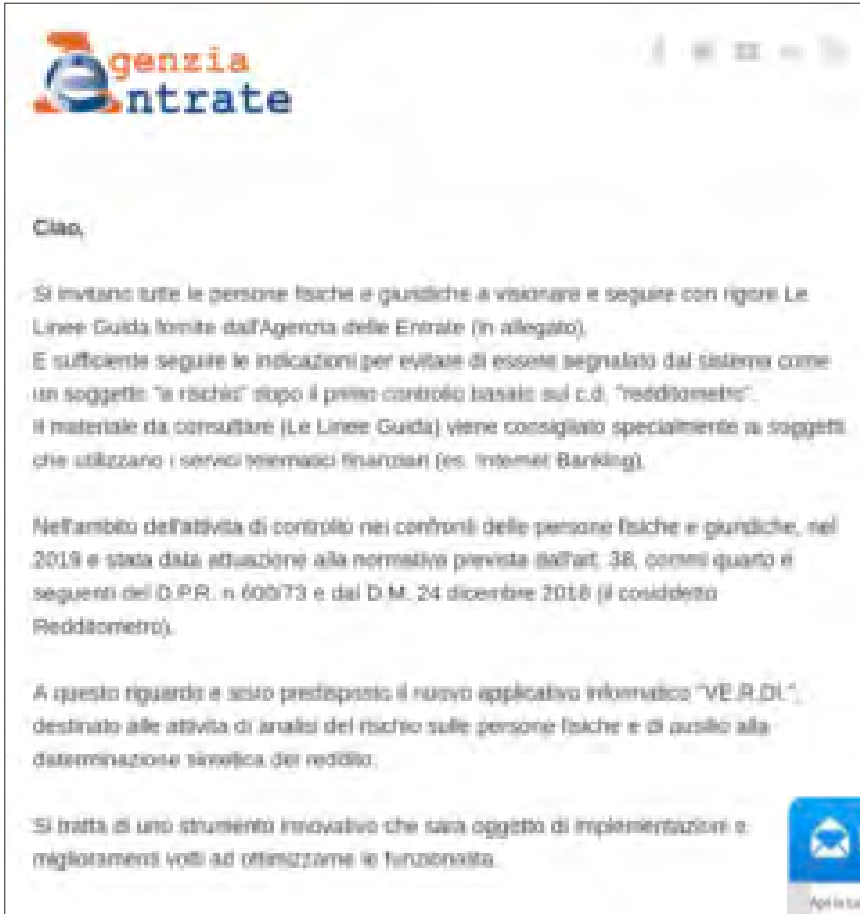 agenzia
entrate
Ciao,
Si invitano tutte le persone fisiche e giuridiche a visionare e seguire con rigore Le
Linee Guida fornite dall'Agenzia delle Entrate (in allegato).
E sufficiente seguire le indicazioni per evitare di essere segnalato dal sistema come
un soggetto "a rischio" dopo il primo controllo basato sul c.d. "redditometro".
Il materiale da consultare (Le Linee Guida) viene consigliato specialmente ai soggetti
che utilizzano i servizi telematici finanziari (es. Internet Banking).
Nell'ambito dell'attivita di controllo nei confronti delle persone fisiche e giuridiche, nel
2019 e stata data attuazione alla normativa prevista dall'art. 38, commi quarto e
seguenti del D.P.R. n.600/73 e dal D.M. 24 dicembre 2018 (il cosiddetto
Redditometro).
A questo riguardo e stato predisposto il nuovo applicativo informatico "VE.R.DI.",
destinato alle attivita di analisi del rischio sulle persone fisiche e di ausilio alla
determinazione sintetica del reddito.
Si tratta di uno strumento innovativo che sara oggetto di implementazioni e
miglioramenti volti ad ottimizzarne le funzionalita.
Apri la tua